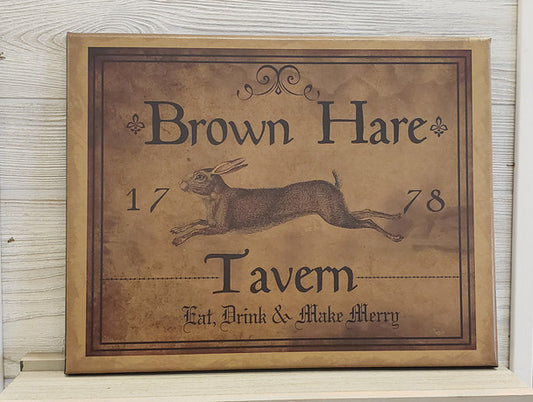 Brown Hare
17 78
Tavern
Eat, Drink & Make Merry